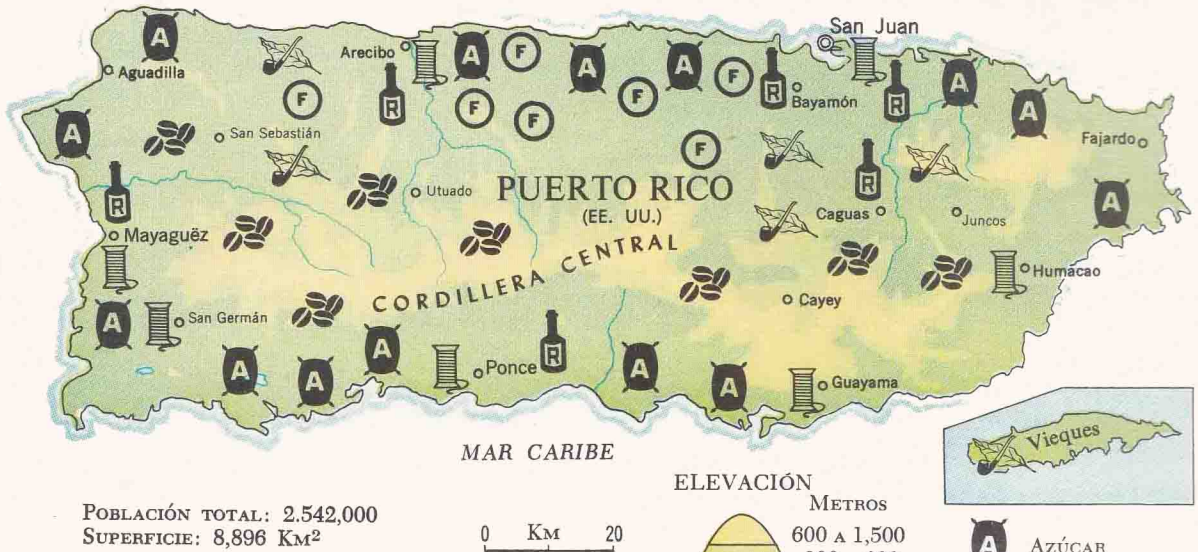 San Juan
Arecibo
A
F
A
A
A
Aguadilla
R
F
F
R
Bayamón
R
A
A
F
F
F
A
San Sebastián
F
Fajardo
R
Utuado
PUERTO RICO
R
A
Mayagüëz
(EE. UU.)
Caguas
Juncos
CORDILLERA CENTRAL
Humacao
Cayey
A
San Germán
A
A
A
Ponce
R
A
A
Guayama
MAR CARIBE
Vieques
POBLACIÓN TOTAL: 2.542,000
SUPERFICIE: 8,896 KM²
0 KM 20
ELEVACIÓN
METROS
600 A 1,500
A AZÚCAR